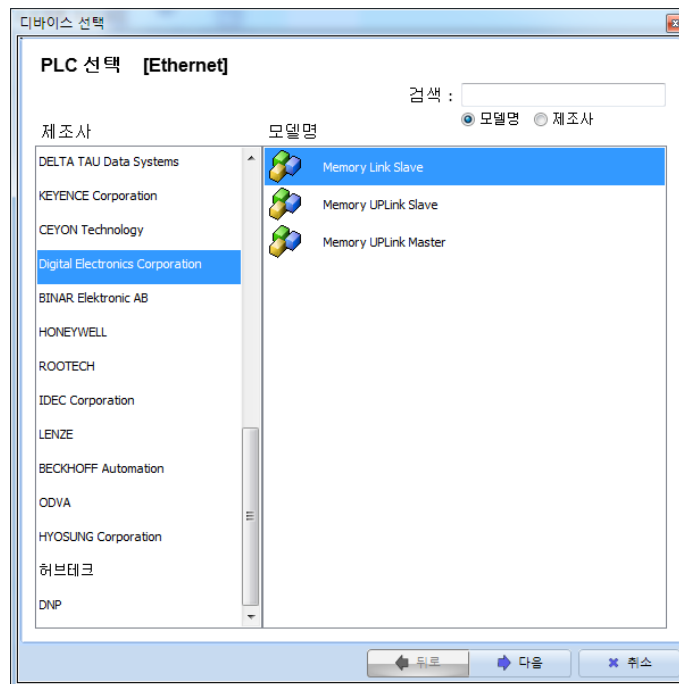 디바이스 선택
PLC 선택 [Ethernet]
검색 :
모델명 제조사
제조사
모델명
DELTA TAU Data Systems
KEYENCE Corporation
CEYON Technology
Digital Electronics Corporation
BINAR Elektronic AB
HONEYWELL
ROOTECH
IDEC Corporation
LENZE
BECKHOFF Automation
ODVA
HYOSUNG Corporation
허브테크
DNP
Memory Link Slave
Memory UPLink Slave
Memory UPLink Master
뒤로 다음 취소